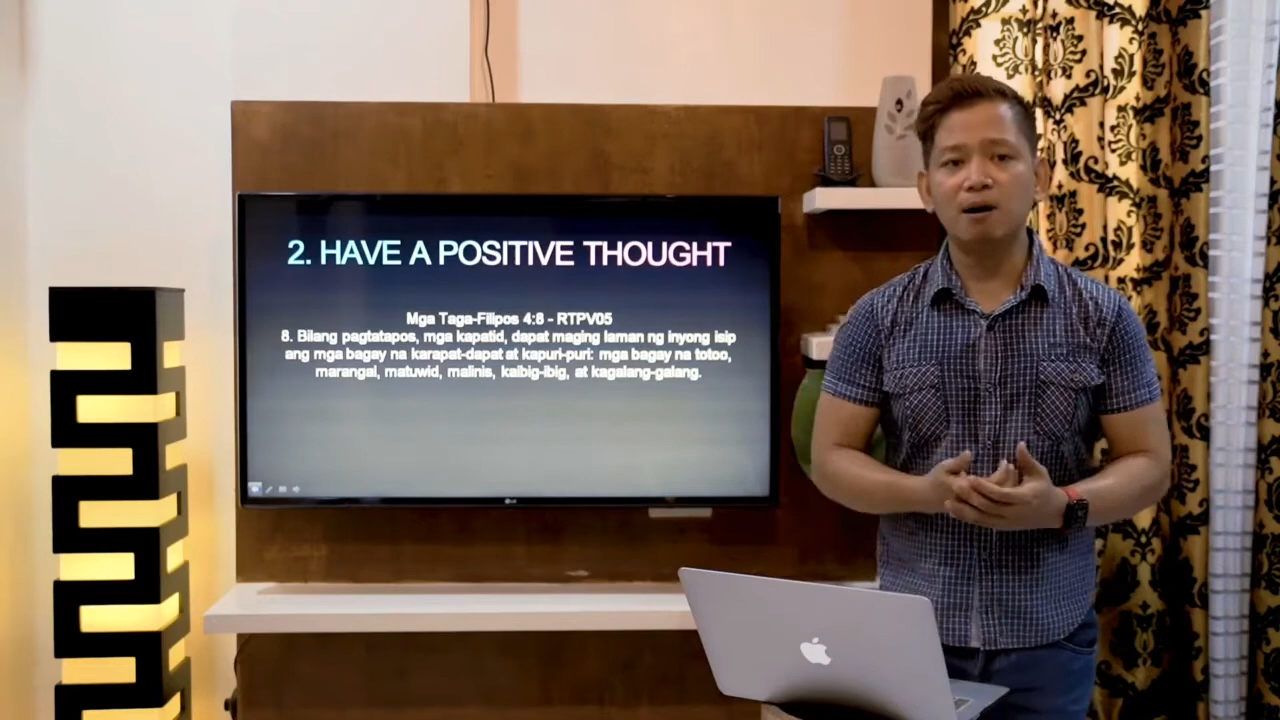 2. HAVE A POSITIVE THOUGHT
Mga Taga-Filipos 4:8 - RTPV05
8. Bilang pagtatapos, mga kapatid, dapat maging laman ng inyong isip
ang mga bagay na karapat-dapat at kapuri-puri: mga bagay na totoo,
marangal, matuwid, malinis, kaibig-ibig, at kagalang-galang.
LG